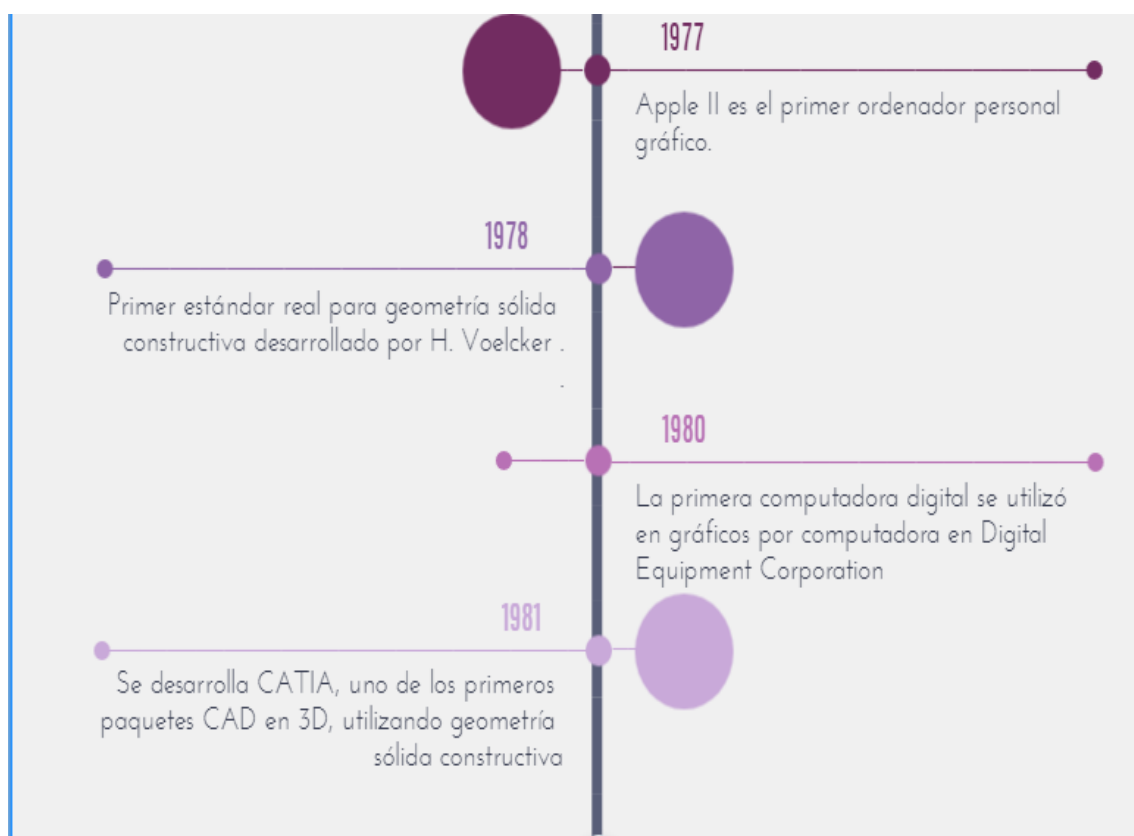 1977
Apple II es el primer ordenador personal
gráfico.
1978
Primer estándar real para geometría sólida
constructiva desarrollado por H. Voelcker .
.
1980
La primera computadora digital se utilizó
en gráficos por computadora en Digital
Equipment Corporation
1981
Se desarrolla CATIA, uno de los primeros
paquetes CAD en 3D, utilizando geometría
sólida constructiva